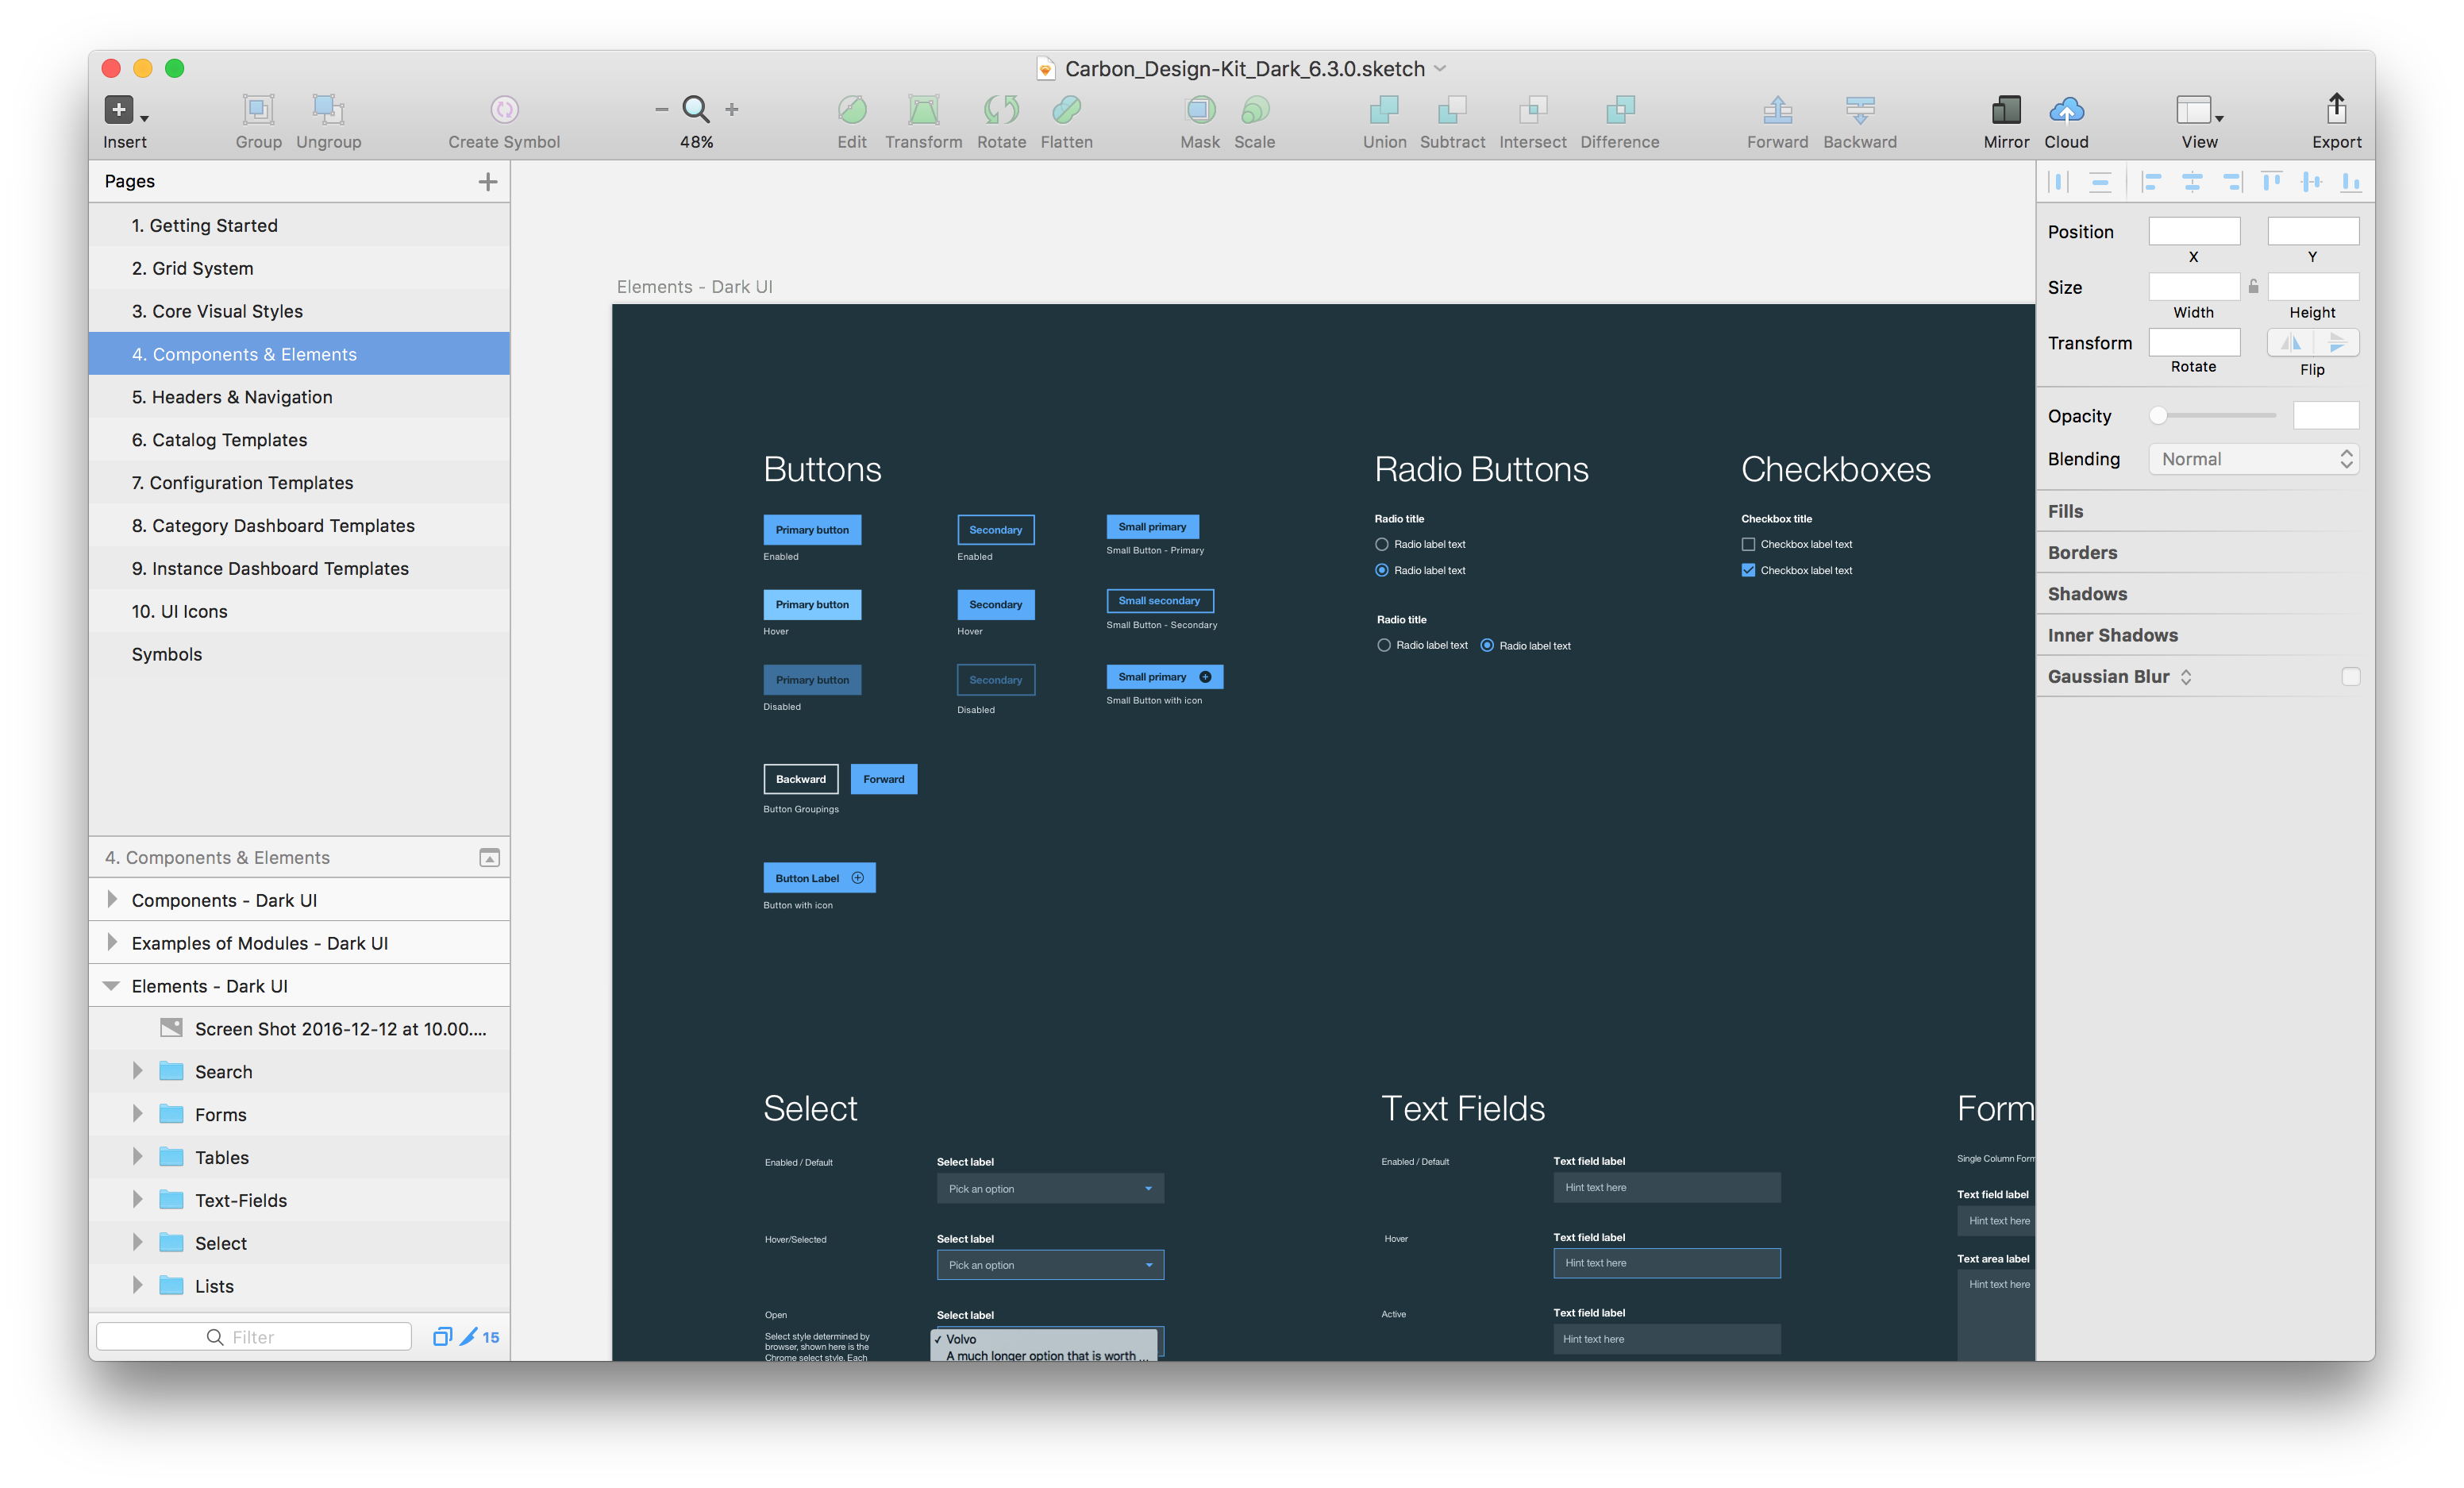 Carbon_Design-Kit_Dark_6.3.0.sketch
Insert
Group
Ungroup
Create Symbol
48%
Edit
Transform
Rotate
Flatten
Mask
Scale
Union
Subtract
Intersect
Difference
Forward
Backward
Mirror
Cloud
View
Export
Pages
1. Getting Started
2. Grid System
3. Core Visual Styles
4. Components & Elements
5. Headers & Navigation
6. Catalog Templates
7. Configuration Templates
8. Category Dashboard Templates
9. Instance Dashboard Templates
10. UI Icons
Symbols
4. Components & Elements
Components - Dark UI
Examples of Modules - Dark UI
Elements - Dark UI
Screen Shot 2016-12-12 at 10.00....
Search
Forms
Tables
Text-Fields
Select
Lists
Filter
15
Elements - Dark UI
Buttons
Primary button
Enabled
Secondary
Enabled
Small primary
Small Button - Primary
Primary button
Hover
Secondary
Hover
Small secondary
Small Button - Secondary
Primary button
Disabled
Secondary
Disabled
Small primary
Small Button with icon
Backward
Forward
Button Groupings
Button Label
Button with icon
Radio Buttons
Radio title
Radio label text
Radio label text
Radio title
Radio label text
Radio label text
Checkboxes
Checkbox title
Checkbox label text
Checkbox label text
Select
Enabled / Default
Select label
Pick an option
Hover/Selected
Select label
Pick an option
Open
Select style determined by
browser, shown here is the
Chrome select style. Each
Select label
✓ Volvo
A much longer option that is worth ...
Text Fields
Enabled / Default
Text field label
Hint text here
Hover
Text field label
Hint text here
Active
Text field label
Hint text here
Form
Single Column Form
Text field label
Hint text here
Text area label
Hint text here
Position
X
Y
Size
Width
Height
Transform
Rotate
Flip
Opacity
Blending
Normal
Fills
Borders
Shadows
Inner Shadows
Gaussian Blur